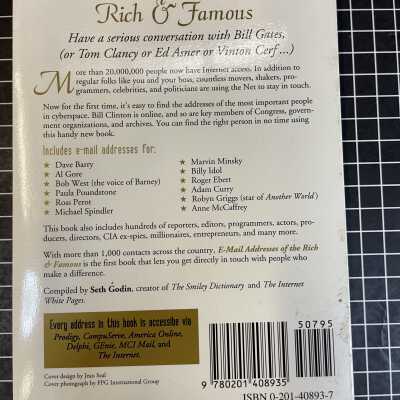 Rich & Famous
Have a serious conversation with Bill Gates,
(or Tom Clancy or Ed Asner or Vinton Cerf...)
More than 20,000,000 people now have Internet access. In addition to
regular folks like you and your boss, countless movers, shakers, pro-
grammers, celebrities, and politicians are using the Net to stay in touch.
Now for the first time, it's easy to find the addresses of the most important people
in cyberspace. Bill Clinton is online, and so are key members of Congress, govern-
ment organizations, and archives. You can find the right person in no time using
this handy new book.
Includes e-mail addresses for:
★ Dave Barry
★ Al Gore
★ Bob West (the voice of Barney)
★ Paula Poundstone
★ Ross Perot
★ Michael Spindler
★ Marvin Minsky
★ Billy Idol
★ Roger Ebert
★ Adam Curry
★ Robyn Griggs (star of Another World)
★ Anne McCaffrey
This book also includes hundreds of reporters, editors, programmers, actors, pro-
ducers, directors, CIA ex-spies, millionaires, entrepreneurs, and many more.
With more than 1,000 contacts across the country, E-Mail Addresses of the Rich
& Famous is the first book that lets you get directly in touch with people who
make a difference.
Compiled by Seth Godin, creator of The Smiley Dictionary and The Internet
White Pages.
Every address in this book is accessible via
Prodigy, CompuServe, America Online,
Delphi, GEnie, MCI Mail, and
The Internet.
Cover design by Jean Seal
Cover photograph by FPG International Group
50795
9 780201 408935
ISBN 0-201-40893-7